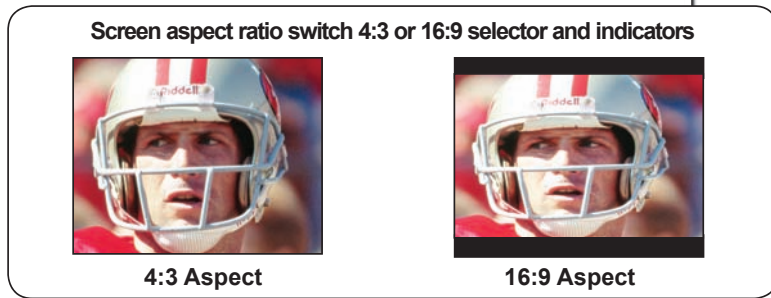 Screen aspect ratio switch 4:3 or 16:9 selector and indicators
Riddell
Riddell
4:3 Aspect
16:9 Aspect